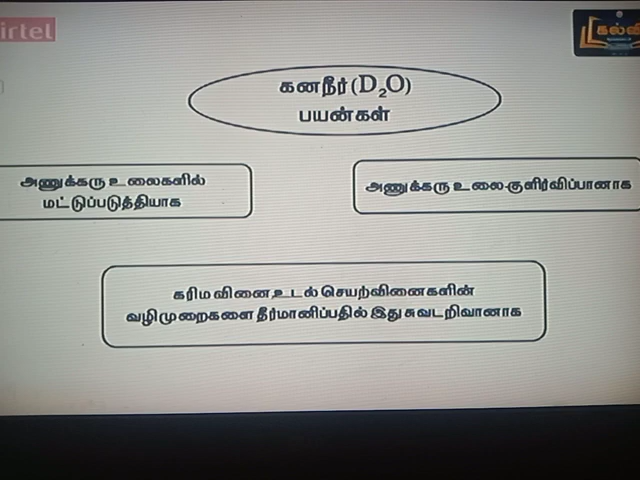 irtel
கல்வி
கனநீர் (D₂O)
பயன்கள்
அணுக்கரு உலைகளில்
மட்டுப்படுத்தியாக
அணுக்கரு உலை-குளிர்விப்பானாக
கரிம வினை,உடல் செயற்வினைகளின்
வழிமுறைகளை தீர்மானிப்பதில் இது சுவடறிவானாக